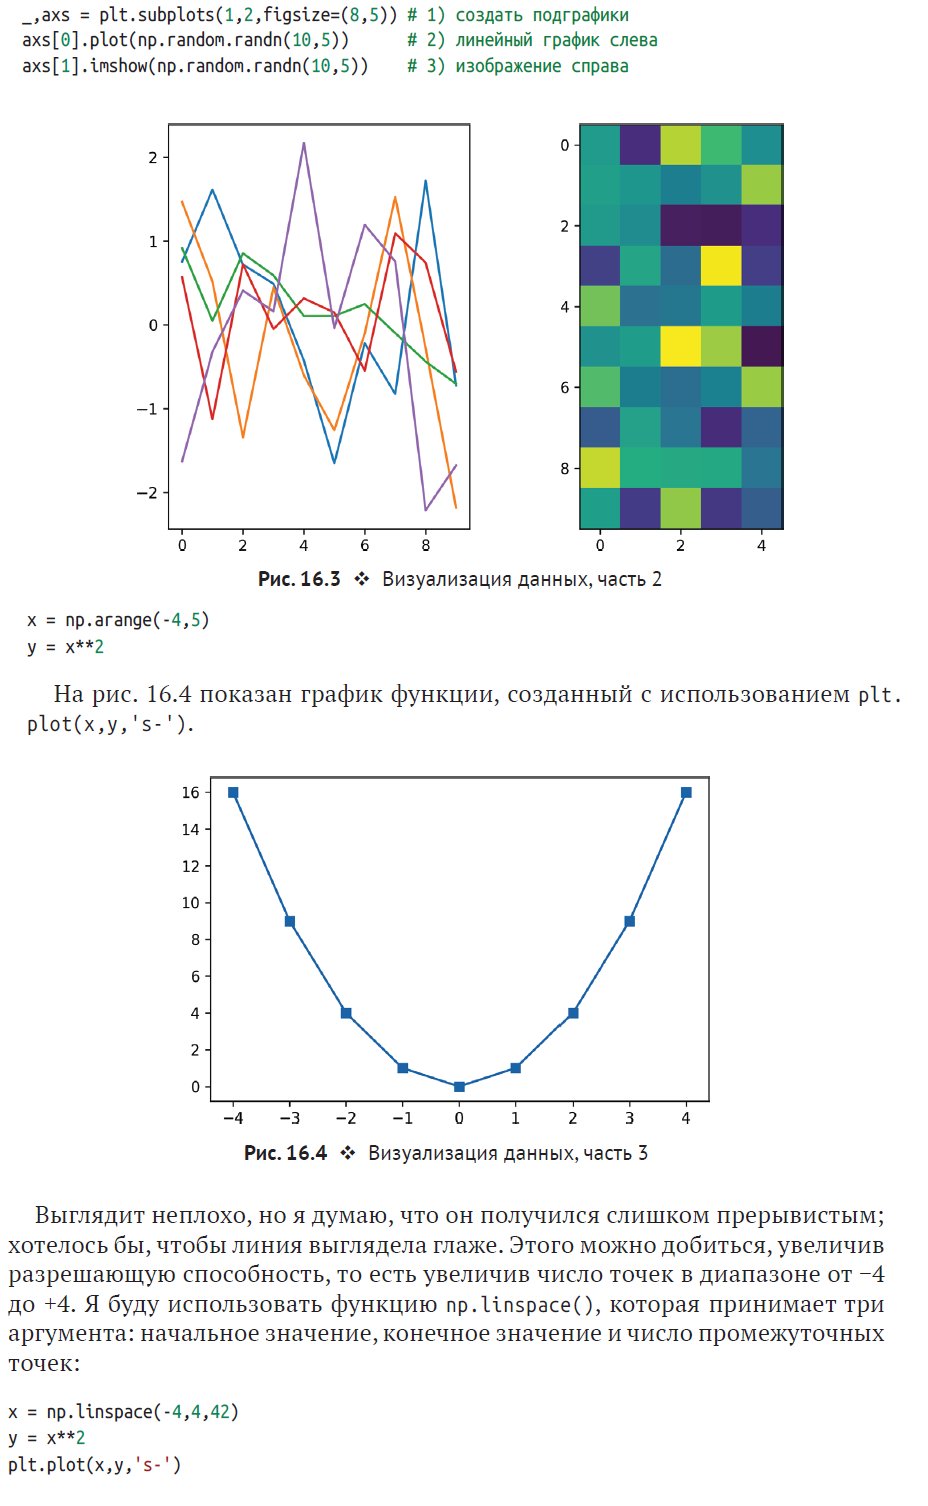 _,axs = plt.subplots(1,2,figsize=(8,5)) # 1) создать подграфики
axs[0].plot(np.random.randn(10,5))      # 2) линейный график слева
axs[1].imshow(np.random.randn(10,5))    # 3) изображение справа
2
1
0
−1
−2
0 2 4 6 8
0
2
4
6
8
0 2 4
Рис. 16.3 ❖ Визуализация данных, часть 2
x = np.arange(-4,5)
y = x**2
На рис. 16.4 показан график функции, созданный с использованием plt.
plot(x,y,'s-').
16
14
12
10
8
6
4
2
0
−4 −3 −2 −1 0 1 2 3 4
Рис. 16.4 ❖ Визуализация данных, часть 3
Выглядит неплохо, но я думаю, что он получился слишком прерывистым;
хотелось бы, чтобы линия выглядела глаже. Этого можно добиться, увеличив
разрешающую способность, то есть увеличив число точек в диапазоне от −4
до +4. Я буду использовать функцию np.linspace(), которая принимает три
аргумента: начальное значение, конечное значение и число промежуточных
точек:
x = np.linspace(-4,4,42)
y = x**2
plt.plot(x,y,'s-')